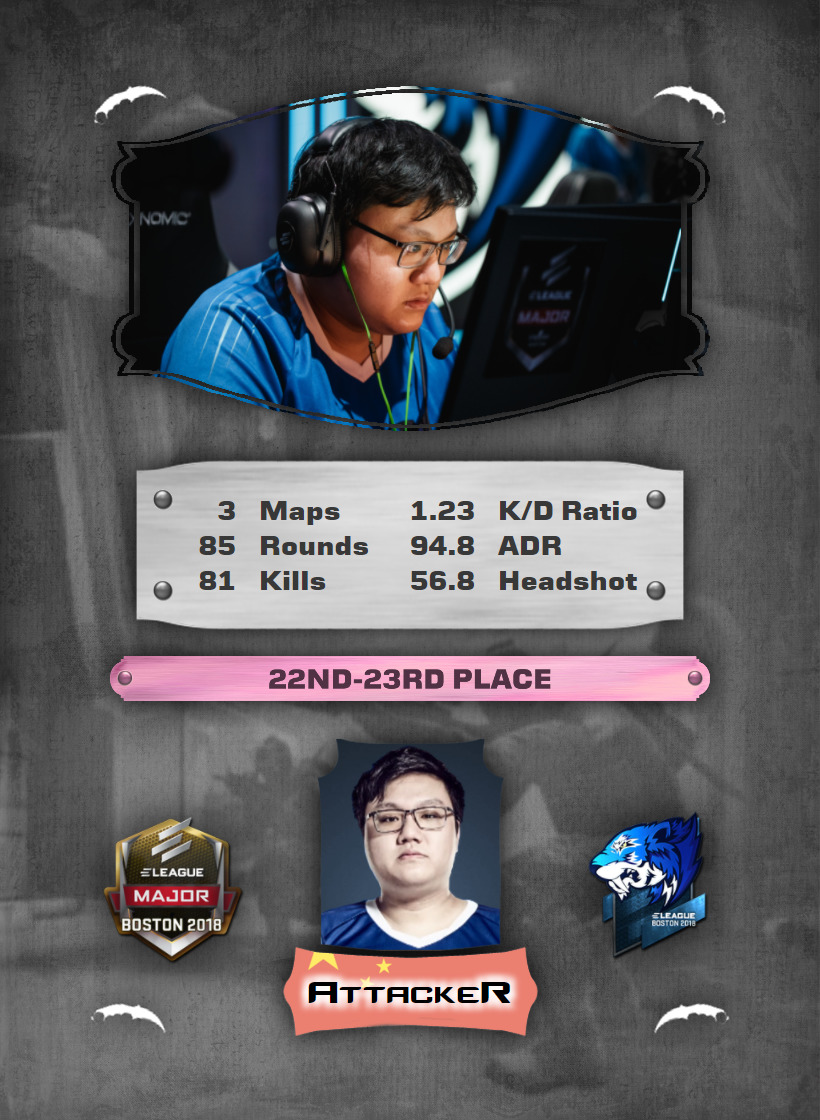 NOMIC
ELEAGUE
MAJOR
3 Maps 1.23 K/D Ratio
85 Rounds 94.8 ADR
81 Kills 56.8 Headshot
22ND-23RD PLACE
ELEAGUE
MAJOR
BOSTON 2018
ELEAGUE
BOSTON 2018
AttackeR